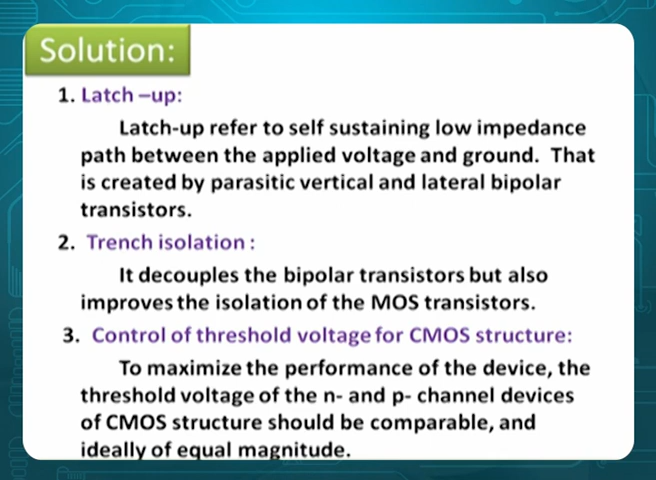 Solution:
1. Latch –up:
Latch-up refer to self sustaining low impedance
path between the applied voltage and ground. That
is created by parasitic vertical and lateral bipolar
transistors.
2. Trench isolation :
It decouples the bipolar transistors but also
improves the isolation of the MOS transistors.
3. Control of threshold voltage for CMOS structure:
To maximize the performance of the device, the
threshold voltage of the n- and p- channel devices
of CMOS structure should be comparable, and
ideally of equal magnitude.